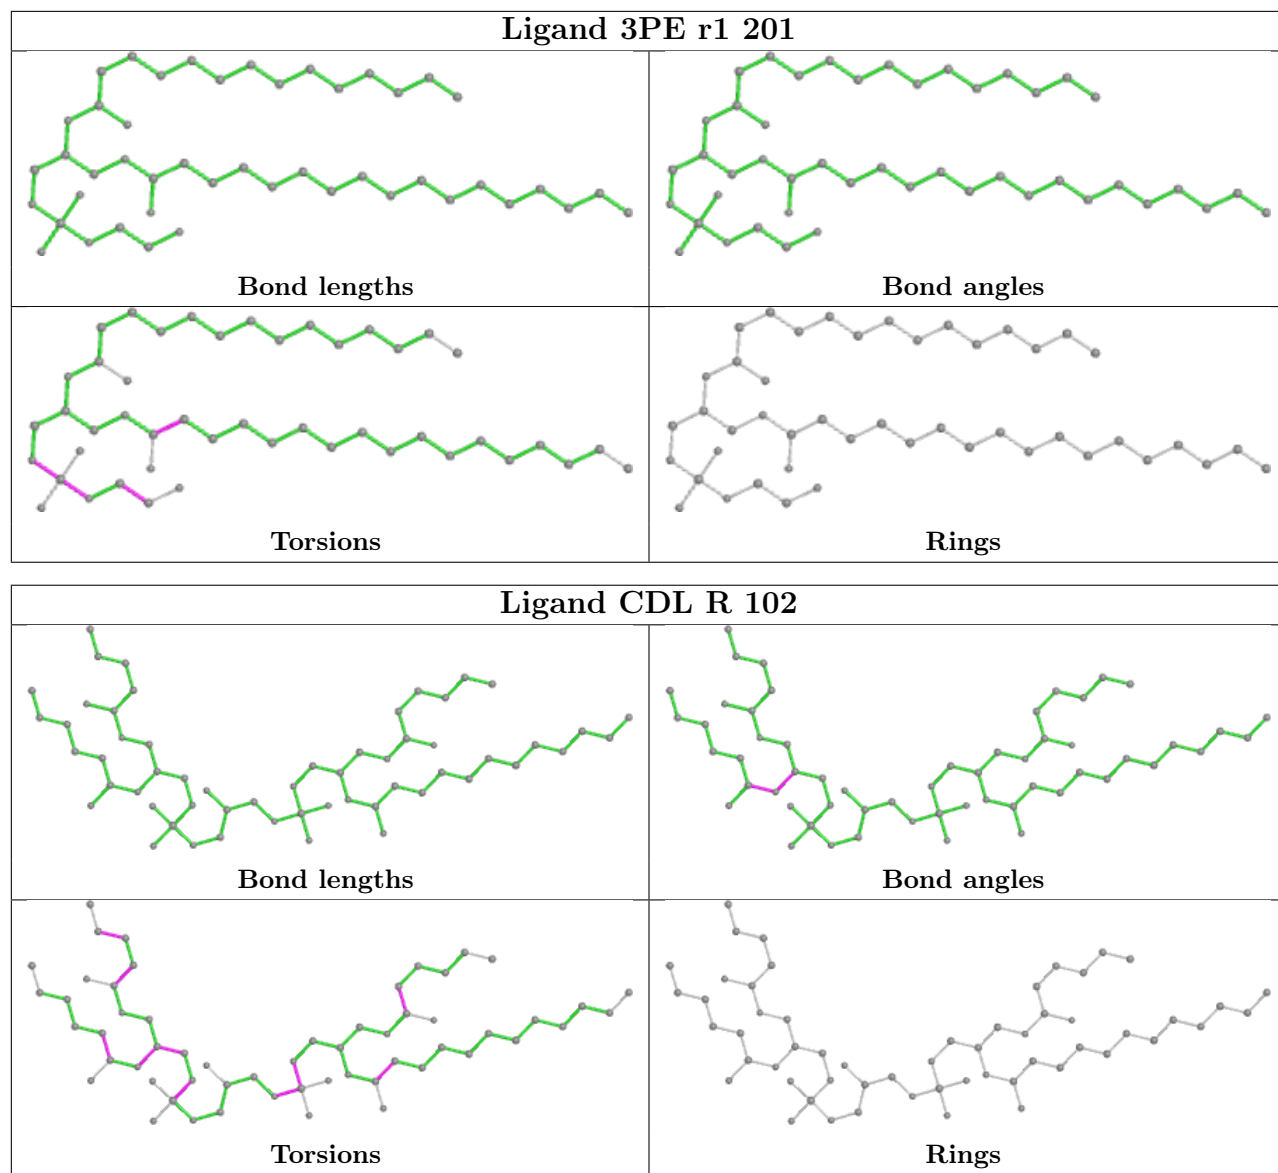 Ligand 3PE r1 201
Bond lengths
Bond angles
Torsions
Rings
Ligand CDL R 102
Bond lengths
Bond angles
Torsions
Rings